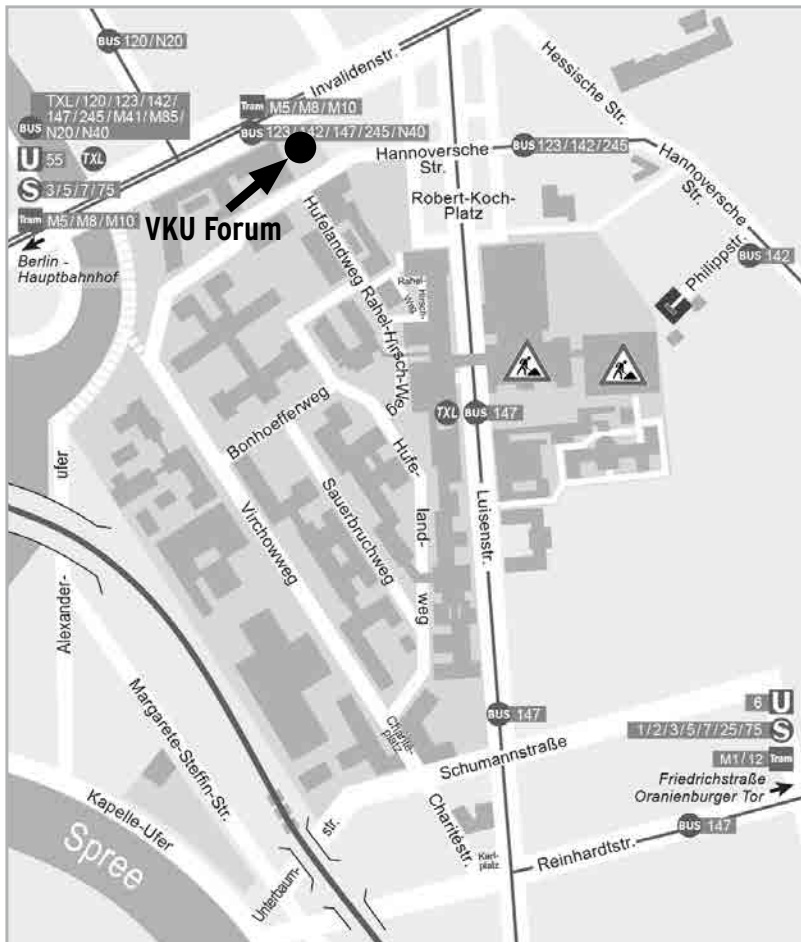 BUS 120/N20
Hessische Str.
Invalidenstr.
TXL/120/123/142/
147/245/M41/M85/
N20/N40
BUS
U 55 TXL
S 3/5/7/75
Tram M5/M8/M10
Berlin -
Hauptbahnhof
Tram M5/M8/M10
BUS 123/142/147/245/N40
VKU Forum
Hannoversche
Str.
BUS 123/142/245
Hannoversche
Str.
Robert-Koch-
Platz
BUS 142
Philippstr.
Hufelandweg
Rahel-Hirsch-Weg
Rahel-
Hirsch-
Weg
TXL BUS 147
Bonhoefferweg
Hufe-
land-
weg
Sauerbruchweg
Virchowweg
Luisenstr.
Alexander-
ufer
Margarete-Steffin-Str.
Kapelle-Ufer
Spree
Charité-
platz
BUS 147
Schumannstraße
6 U
1/2/3/5/7/25/75 S
M1/12 Tram
Friedrichstraße
Oranienburger Tor
Charitéstr.
Unterbaum-
str.
Karl-
platz
Reinhardtstr.
BUS 147